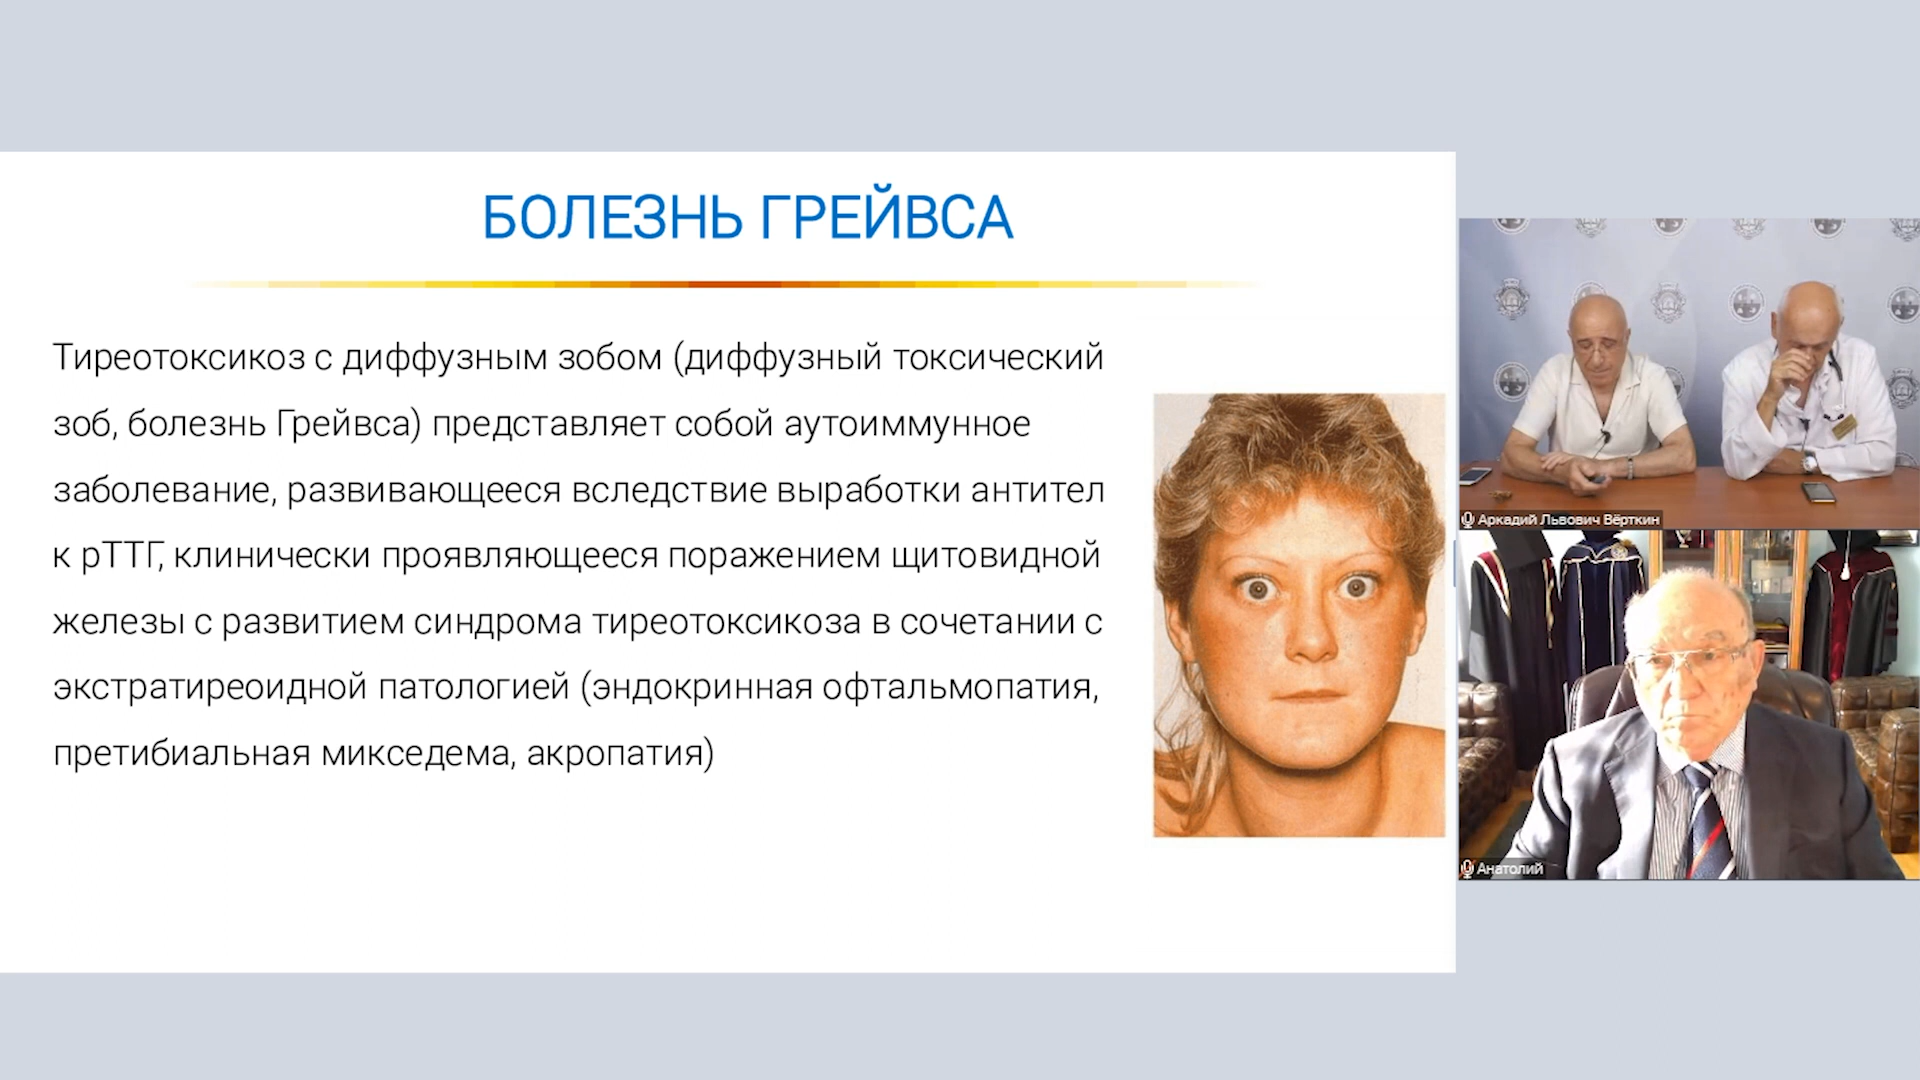 БОЛЕЗНЬ ГРЕЙВСА
Тиреотоксикоз с диффузным зобом (диффузный токсический
зоб, болезнь Грейвса) представляет собой аутоиммунное
заболевание, развивающееся вследствие выработки антител
к рТТГ, клинически проявляющееся поражением щитовидной
железы с развитием синдрома тиреотоксикоза в сочетании с
экстратиреоидной патологией (эндокринная офтальмопатия,
претибиальная микседема, акропатия)
Аркадий Львович Вёрткин
Анатолий